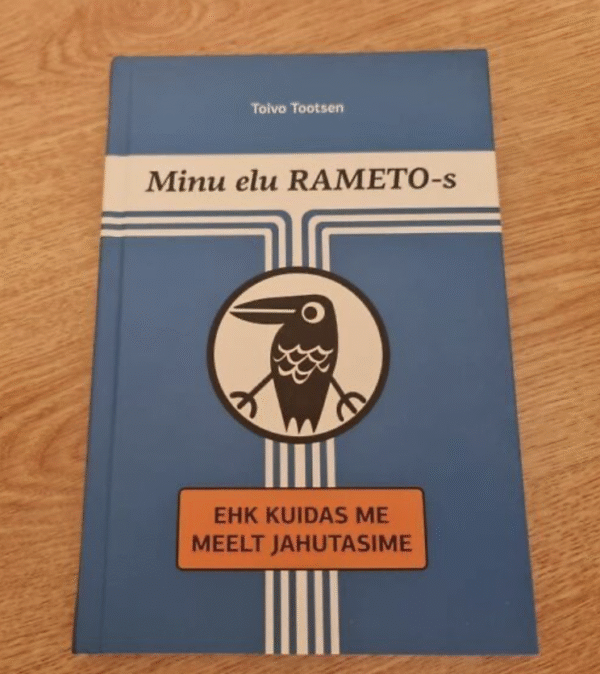 Toivo Tootsen
Minu elu RAMETO-s
EHK KUIDAS ME
MEELT JAHUTASIME